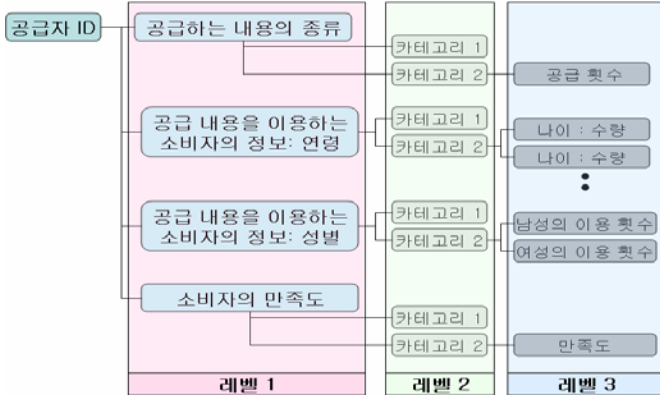 공급자 ID
공급하는 내용의 종류
카테고리 1
카테고리 2
공급 횟수
공급 내용을 이용하는
소비자의 정보: 연령
카테고리 1
카테고리 2
나이 : 수량
나이 : 수량
공급 내용을 이용하는
소비자의 정보: 성별
카테고리 1
카테고리 2
남성의 이용 횟수
여성의 이용 횟수
소비자의 만족도
카테고리 1
카테고리 2
만족도
레벨 1
레벨 2
레벨 3